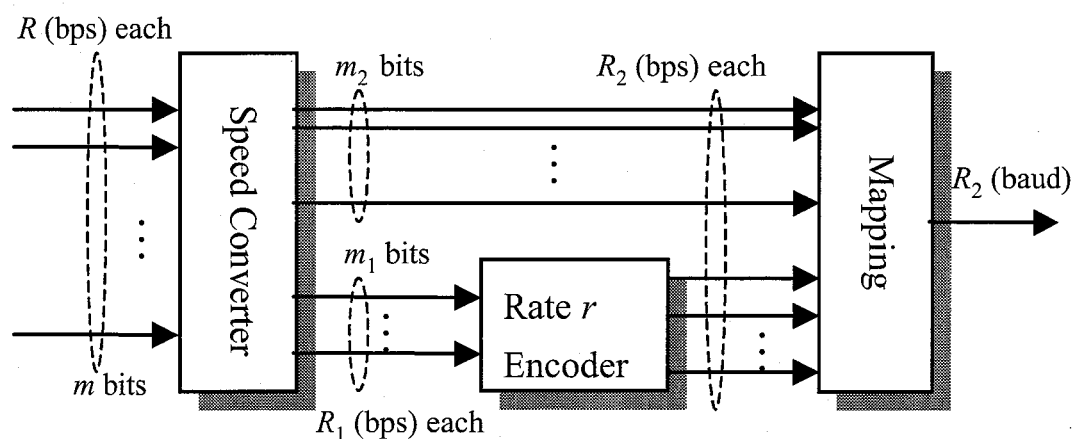 R (bps) each
m bits
Speed Converter
m₂ bits
m₁ bits
R₁ (bps) each
Rate r
Encoder
R₂ (bps) each
Mapping
R₂ (baud)